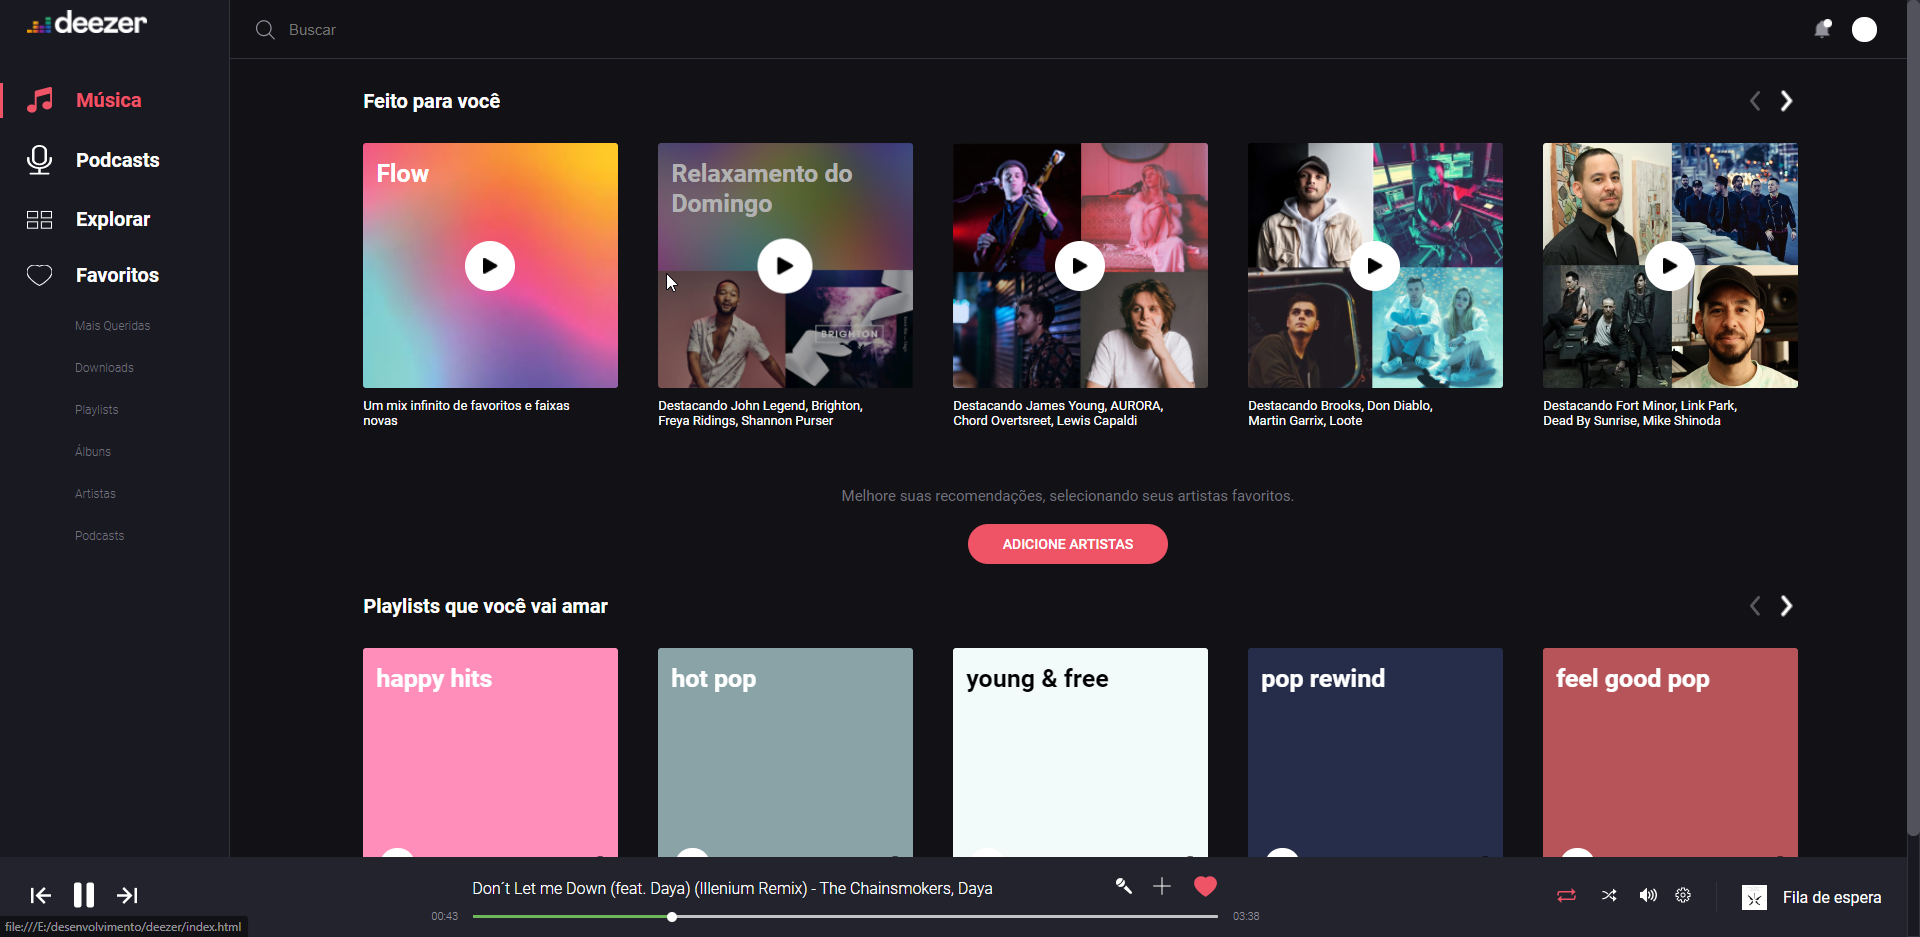 deezer
Buscar
Música
Podcasts
Explorar
Favoritos
Mais Queridas
Downloads
Playlists
Álbuns
Artistas
Podcasts
Feito para você
Flow
Relaxamento do
Domingo
BRIGHTON
Um mix infinito de favoritos e faixas
novas
Destacando John Legend, Brighton,
Freya Ridings, Shannon Purser
Destacando James Young, AURORA,
Chord Overtsreet, Lewis Capaldi
Destacando Brooks, Don Diablo,
Martin Garrix, Loote
Destacando Fort Minor, Link Park,
Dead By Sunrise, Mike Shinoda
Melhore suas recomendações, selecionando seus artistas favoritos.
ADICIONE ARTISTAS
Playlists que você vai amar
happy hits
hot pop
young & free
pop rewind
feel good pop
Don´t Let me Down (feat. Daya) (Illenium Remix) - The Chainsmokers, Daya
00:43
03:38
Fila de espera
file:///E:/desenvolvimento/deezer/index.html